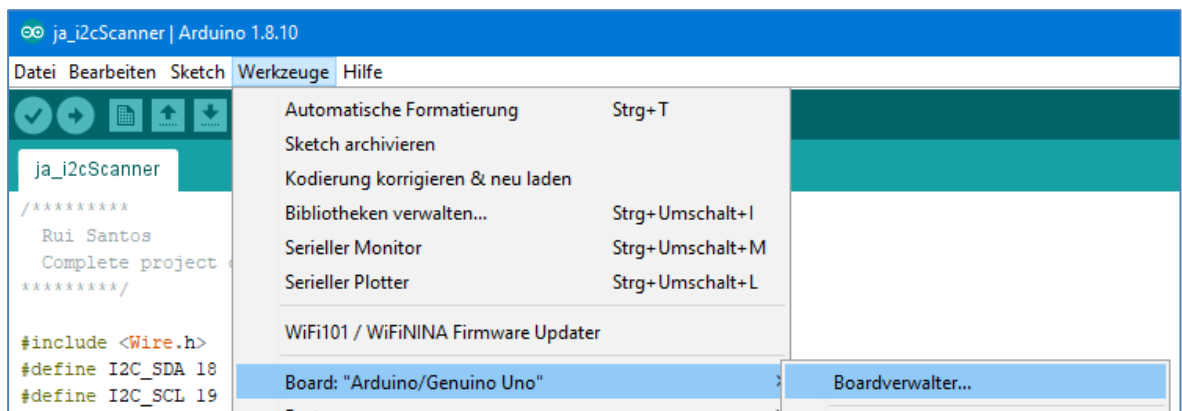 ja_i2cScanner | Arduino 1.8.10
Datei Bearbeiten Sketch Werkzeuge Hilfe
Automatische Formatierung Strg+T
Sketch archivieren
ja_i2cScanner
Kodierung korrigieren & neu laden
/*********
Bibliotheken verwalten... Strg+Umschalt+I
Rui Santos
Serieller Monitor Strg+Umschalt+M
Complete project
*********/
Serieller Plotter Strg+Umschalt+L
WiFi101 / WiFiNINA Firmware Updater
#include <Wire.h>
#define I2C_SDA 18
Board: "Arduino/Genuino Uno" Boardverwalter...
#define I2C_SCL 19